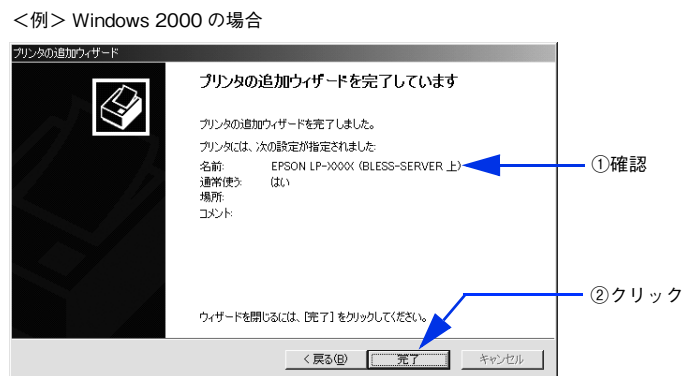 ＜例＞ Windows 2000 の場合
プリンタの追加ウィザード
プリンタの追加ウィザードを完了しています
プリンタの追加ウィザードを完了しました。
プリンタには、次の設定が指定されました:
名前: EPSON LP-XXXX (BLESS-SERVER 上)
①確認
通常使う: はい
場所:
コメント:
②クリック
ウィザードを閉じるには、[完了] をクリックしてください。
< 戻る(B) 完了 キャンセル